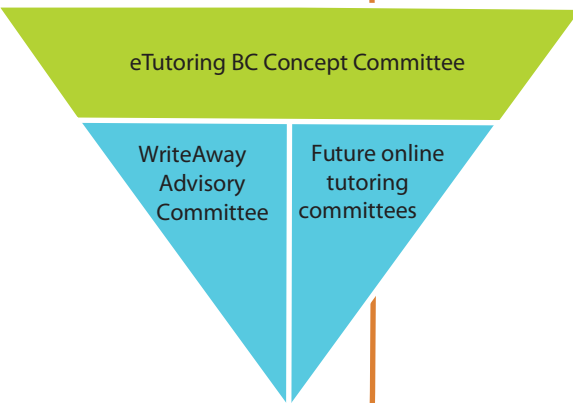 eTutoring BC Concept Committee
WriteAway
Advisory
Committee
Future online
tutoring
committees